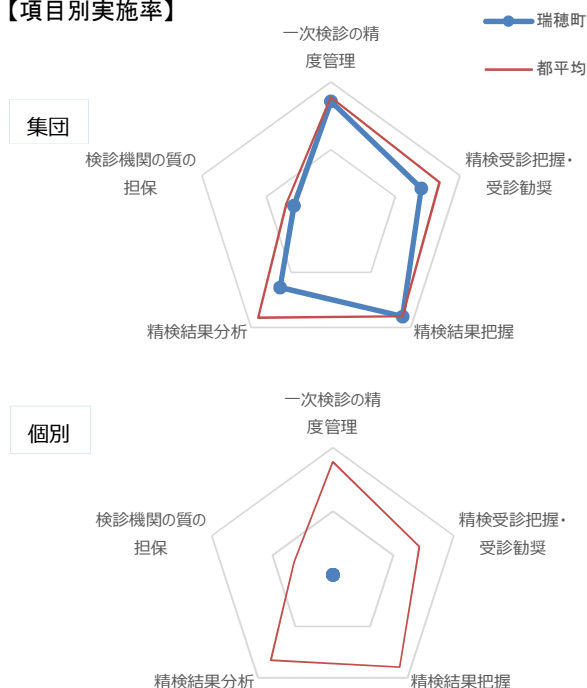 【項目別実施率】
瑞穂町
都平均
集団
一次検診の精
度管理
検診機関の質の
担保
精検受診把握・
受診勧奨
精検結果分析
精検結果把握
個別
一次検診の精
度管理
検診機関の質の
担保
精検受診把握・
受診勧奨
精検結果分析
精検結果把握